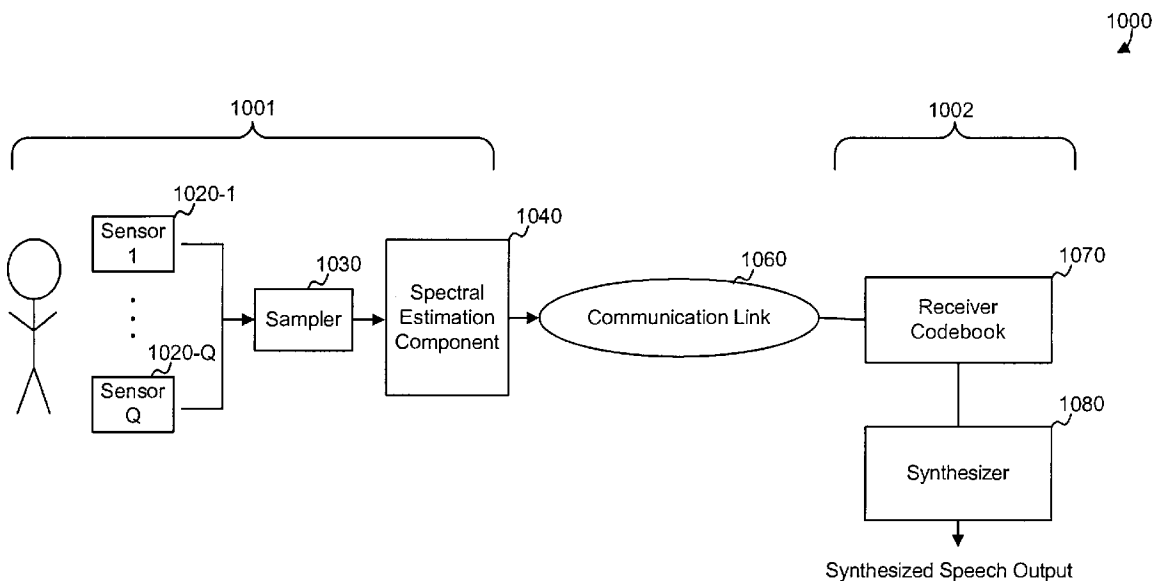 1000
1001
1002
1020-1
Sensor
1
1040
1030
1060
1070
Sampler
Spectral
Estimation
Component
Communication Link
Receiver
Codebook
1020-Q
Sensor
Q
1080
Synthesizer
Synthesized Speech Output